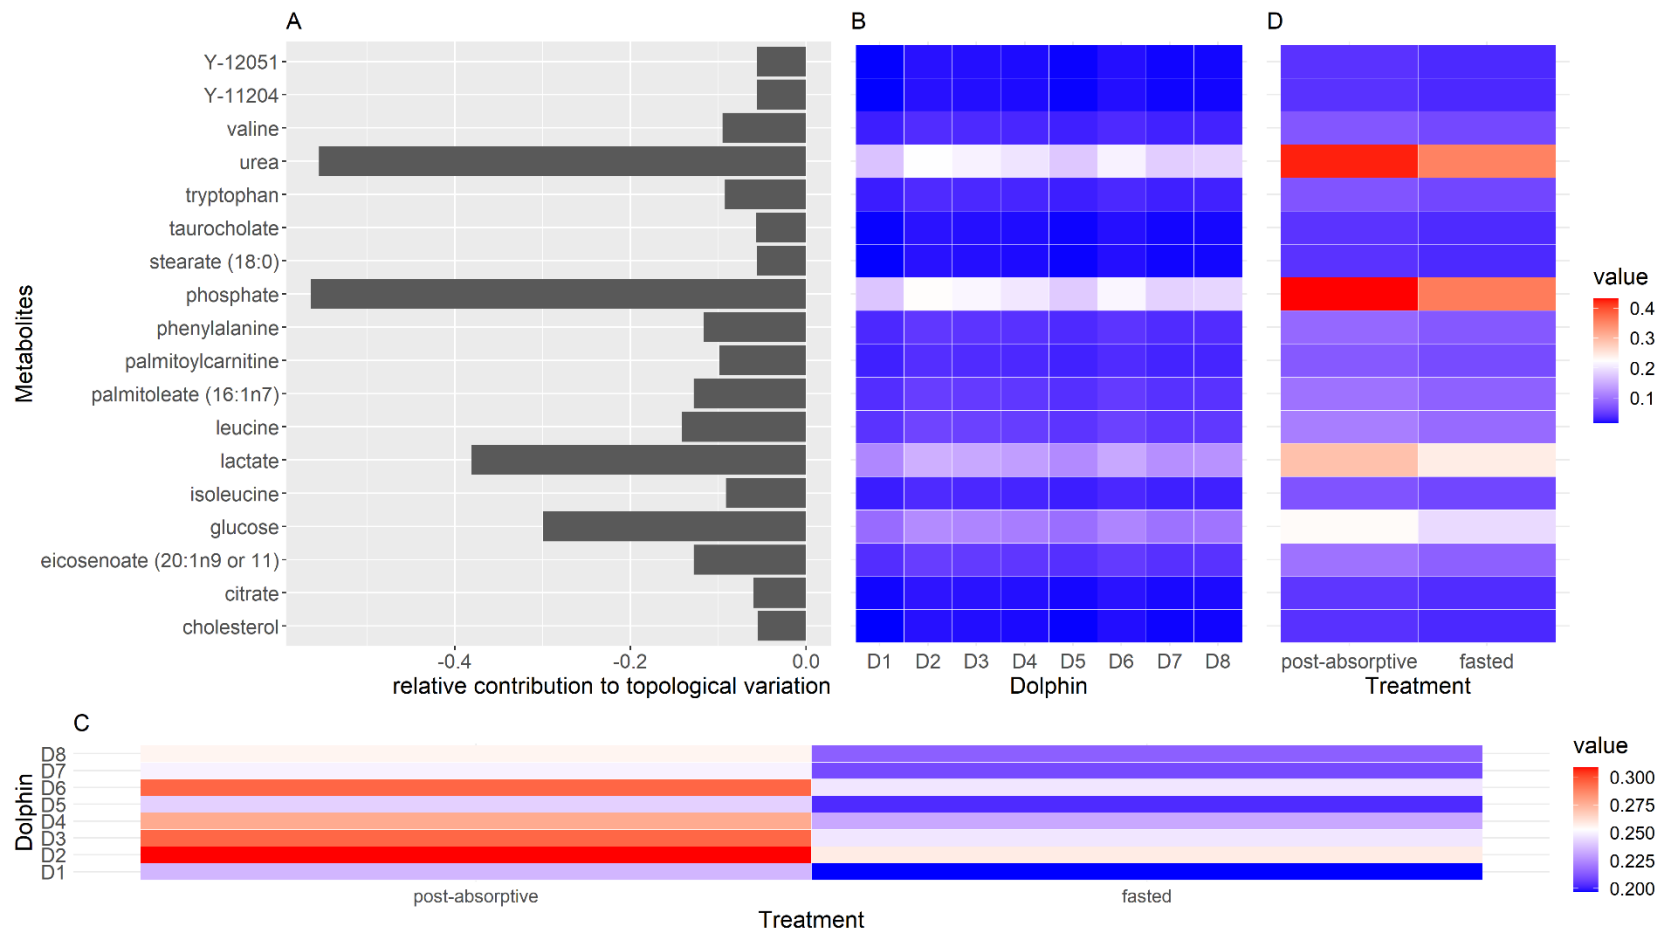 A
B
D
Metabolites
Y-12051
Y-11204
valine
urea
tryptophan
taurocholate
stearate (18:0)
phosphate
phenylalanine
palmitoylcarnitine
palmitoleate (16:1n7)
leucine
lactate
isoleucine
glucose
eicosenoate (20:1n9 or 11)
citrate
cholesterol
-0.4 -0.2 0.0
relative contribution to topological variation
D1 D2 D3 D4 D5 D6 D7 D8
Dolphin
post-absorptive fasted
Treatment
value
0.4
0.3
0.2
0.1
C
Dolphin
D8
D7
D6
D5
D4
D3
D2
D1
post-absorptive fasted
Treatment
value
0.300
0.275
0.250
0.225
0.200